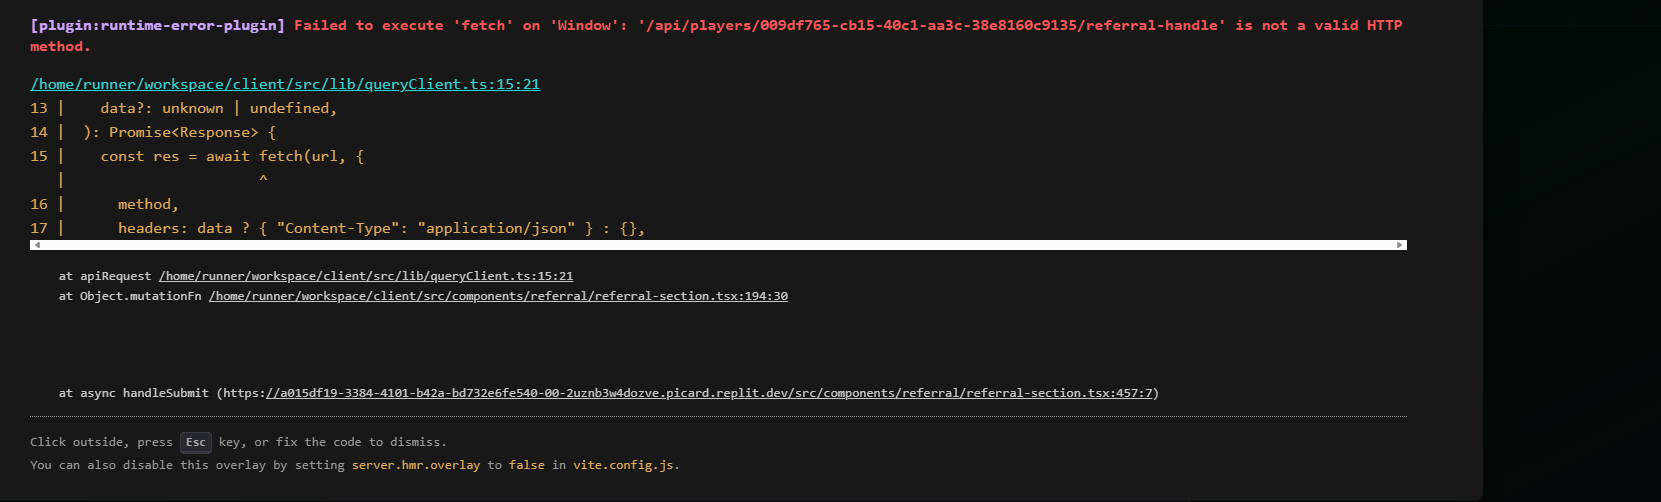 [plugin:runtime-error-plugin] Failed to execute 'fetch' on 'Window': '/api/players/009df765-cb15-40c1-aa3c-38e8160c9135/referral-handle' is not a valid HTTP
method.
/home/runner/workspace/client/src/lib/queryClient.ts:15:21
13 |    data?: unknown | undefined,
14 |  ): Promise<Response> {
15 |    const res = await fetch(url, {
   |                      ^
16 |      method,
17 |      headers: data ? { "Content-Type": "application/json" } : {},
at apiRequest /home/runner/workspace/client/src/lib/queryClient.ts:15:21
at Object.mutationFn /home/runner/workspace/client/src/components/referral/referral-section.tsx:194:30
at async handleSubmit (https://a015df19-3384-4101-b42a-bd732e6fe540-00-2uznb3w4dozve.picard.replit.dev/src/components/referral/referral-section.tsx:457:7)
Click outside, press Esc key, or fix the code to dismiss.
You can also disable this overlay by setting server.hmr.overlay to false in vite.config.js.